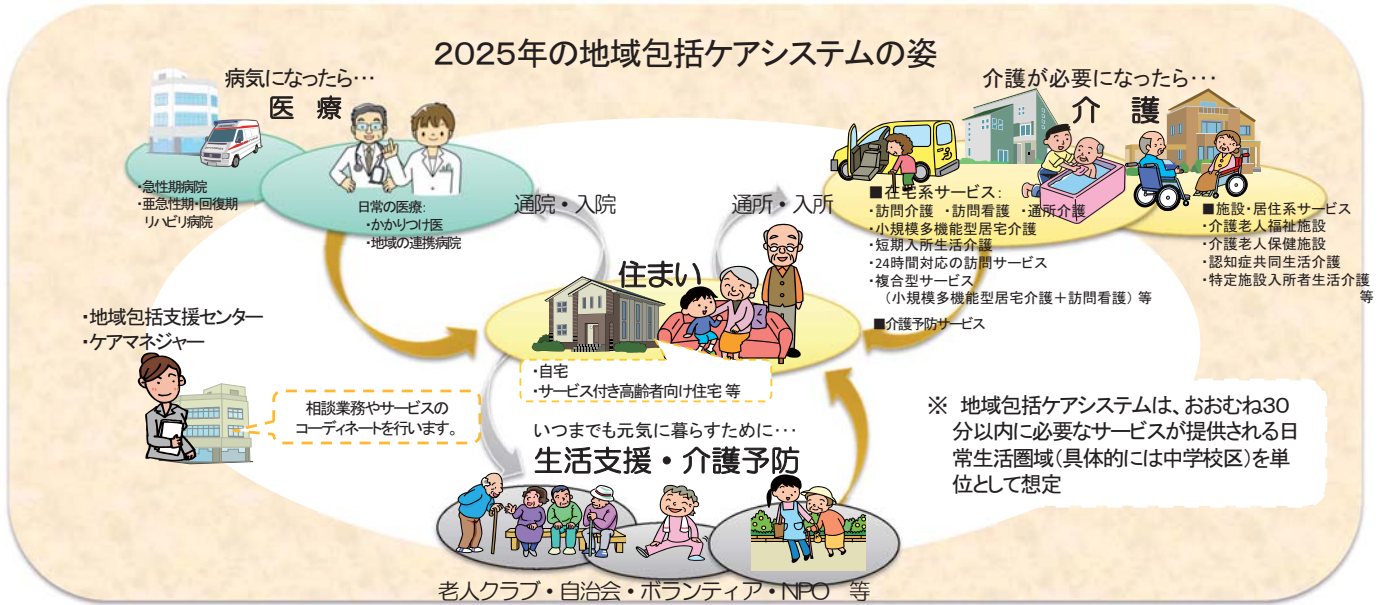 2025年の地域包括ケアシステムの姿
病気になったら･･･
医 療
・急性期病院
・亜急性期・回復期
リハビリ病院
日常の医療:
・かかりつけ医
・地域の連携病院
通院・入院
通所・入所
介護が必要になったら･･･
介 護
■在宅系サービス:
・訪問介護 ・訪問看護 ・通所介護
・小規模多機能型居宅介護
・短期入所生活介護
・24時間対応の訪問サービス
・複合型サービス
(小規模多機能型居宅介護+訪問看護) 等
■介護予防サービス
■施設・居住系サービス
・介護老人福祉施設
・介護老人保健施設
・認知症共同生活介護
・特定施設入所者生活介護
等
住まい
・自宅
・サービス付き高齢者向け住宅 等
・地域包括支援センター
・ケアマネジャー
相談業務やサービスの
コーディネートを行います。
いつまでも元気に暮らすために･･･
生活支援・介護予防
老人クラブ・自治会・ボランティア・NPO 等
※ 地域包括ケアシステムは、おおむね30
分以内に必要なサービスが提供される日
常生活圏域(具体的には中学校区)を単
位として想定